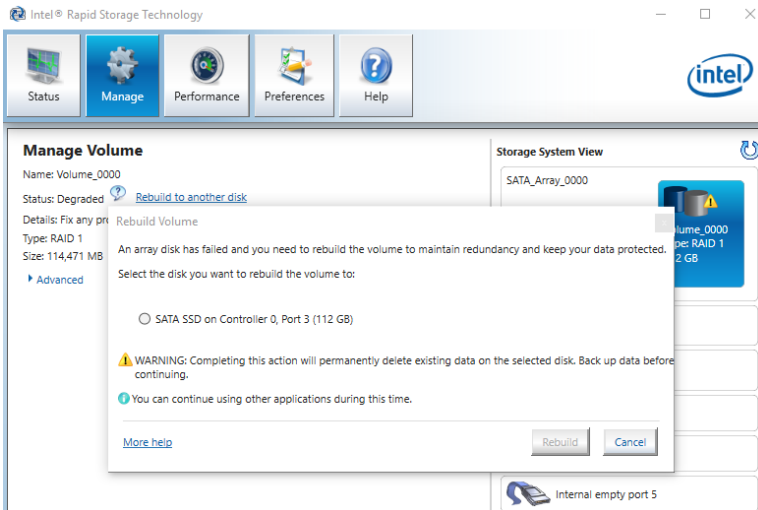 Intel® Rapid Storage Technology
Status
Manage
Performance
Preferences
Help
intel
Manage Volume
Name: Volume_0000
Status: Degraded
Rebuild to another disk
Details: Fix any pro
Type: RAID 1
Size: 114,471 MB
Advanced
Storage System View
SATA_Array_0000
lume_0000
pe: RAID 1
2 GB
Internal empty port 5
Rebuild Volume
An array disk has failed and you need to rebuild the volume to maintain redundancy and keep your data protected.
Select the disk you want to rebuild the volume to:
SATA SSD on Controller 0, Port 3 (112 GB)
WARNING: Completing this action will permanently delete existing data on the selected disk. Back up data before
continuing.
You can continue using other applications during this time.
More help
Rebuild
Cancel